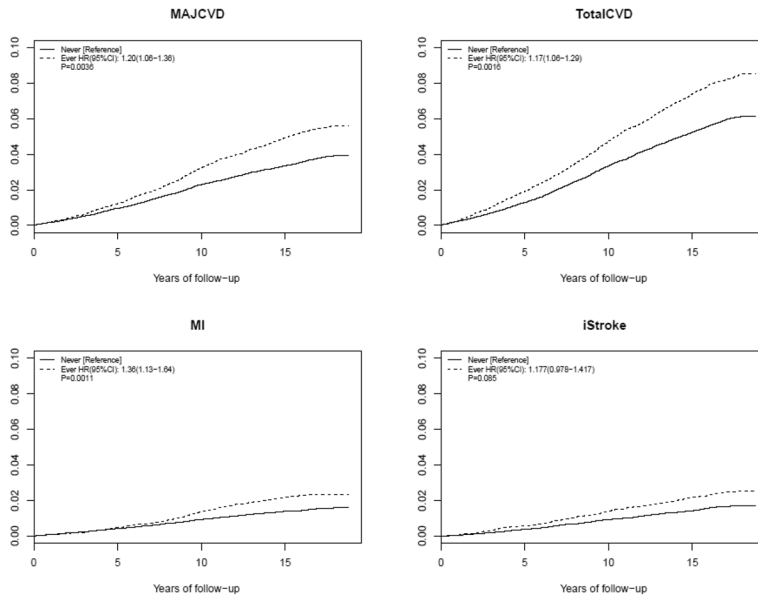 MAJCVD
Never [Reference]
Ever HR(95%CI): 1.20(1.06−1.36)
P=0.0036
0.10
0.08
0.06
0.04
0.02
0.00
0 5 10 15
Years of follow−up
TotalCVD
Never [Reference]
Ever HR(95%CI): 1.17(1.06−1.29)
P=0.0016
0.10
0.08
0.06
0.04
0.02
0.00
0 5 10 15
Years of follow−up
MI
Never [Reference]
Ever HR(95%CI): 1.36(1.13−1.64)
P=0.0011
0.10
0.08
0.06
0.04
0.02
0.00
0 5 10 15
Years of follow−up
iStroke
Never [Reference]
Ever HR(95%CI): 1.177(0.978−1.417)
P=0.085
0.10
0.08
0.06
0.04
0.02
0.00
0 5 10 15
Years of follow−up